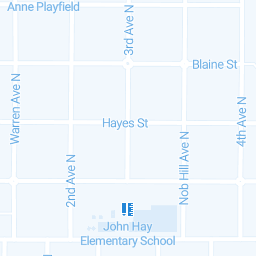 Anne Playfield
3rd Ave N
Blaine St
Warren Ave N
Hayes St
4th Ave N
2nd Ave N
Nob Hill Ave N
John Hay
Elementary School